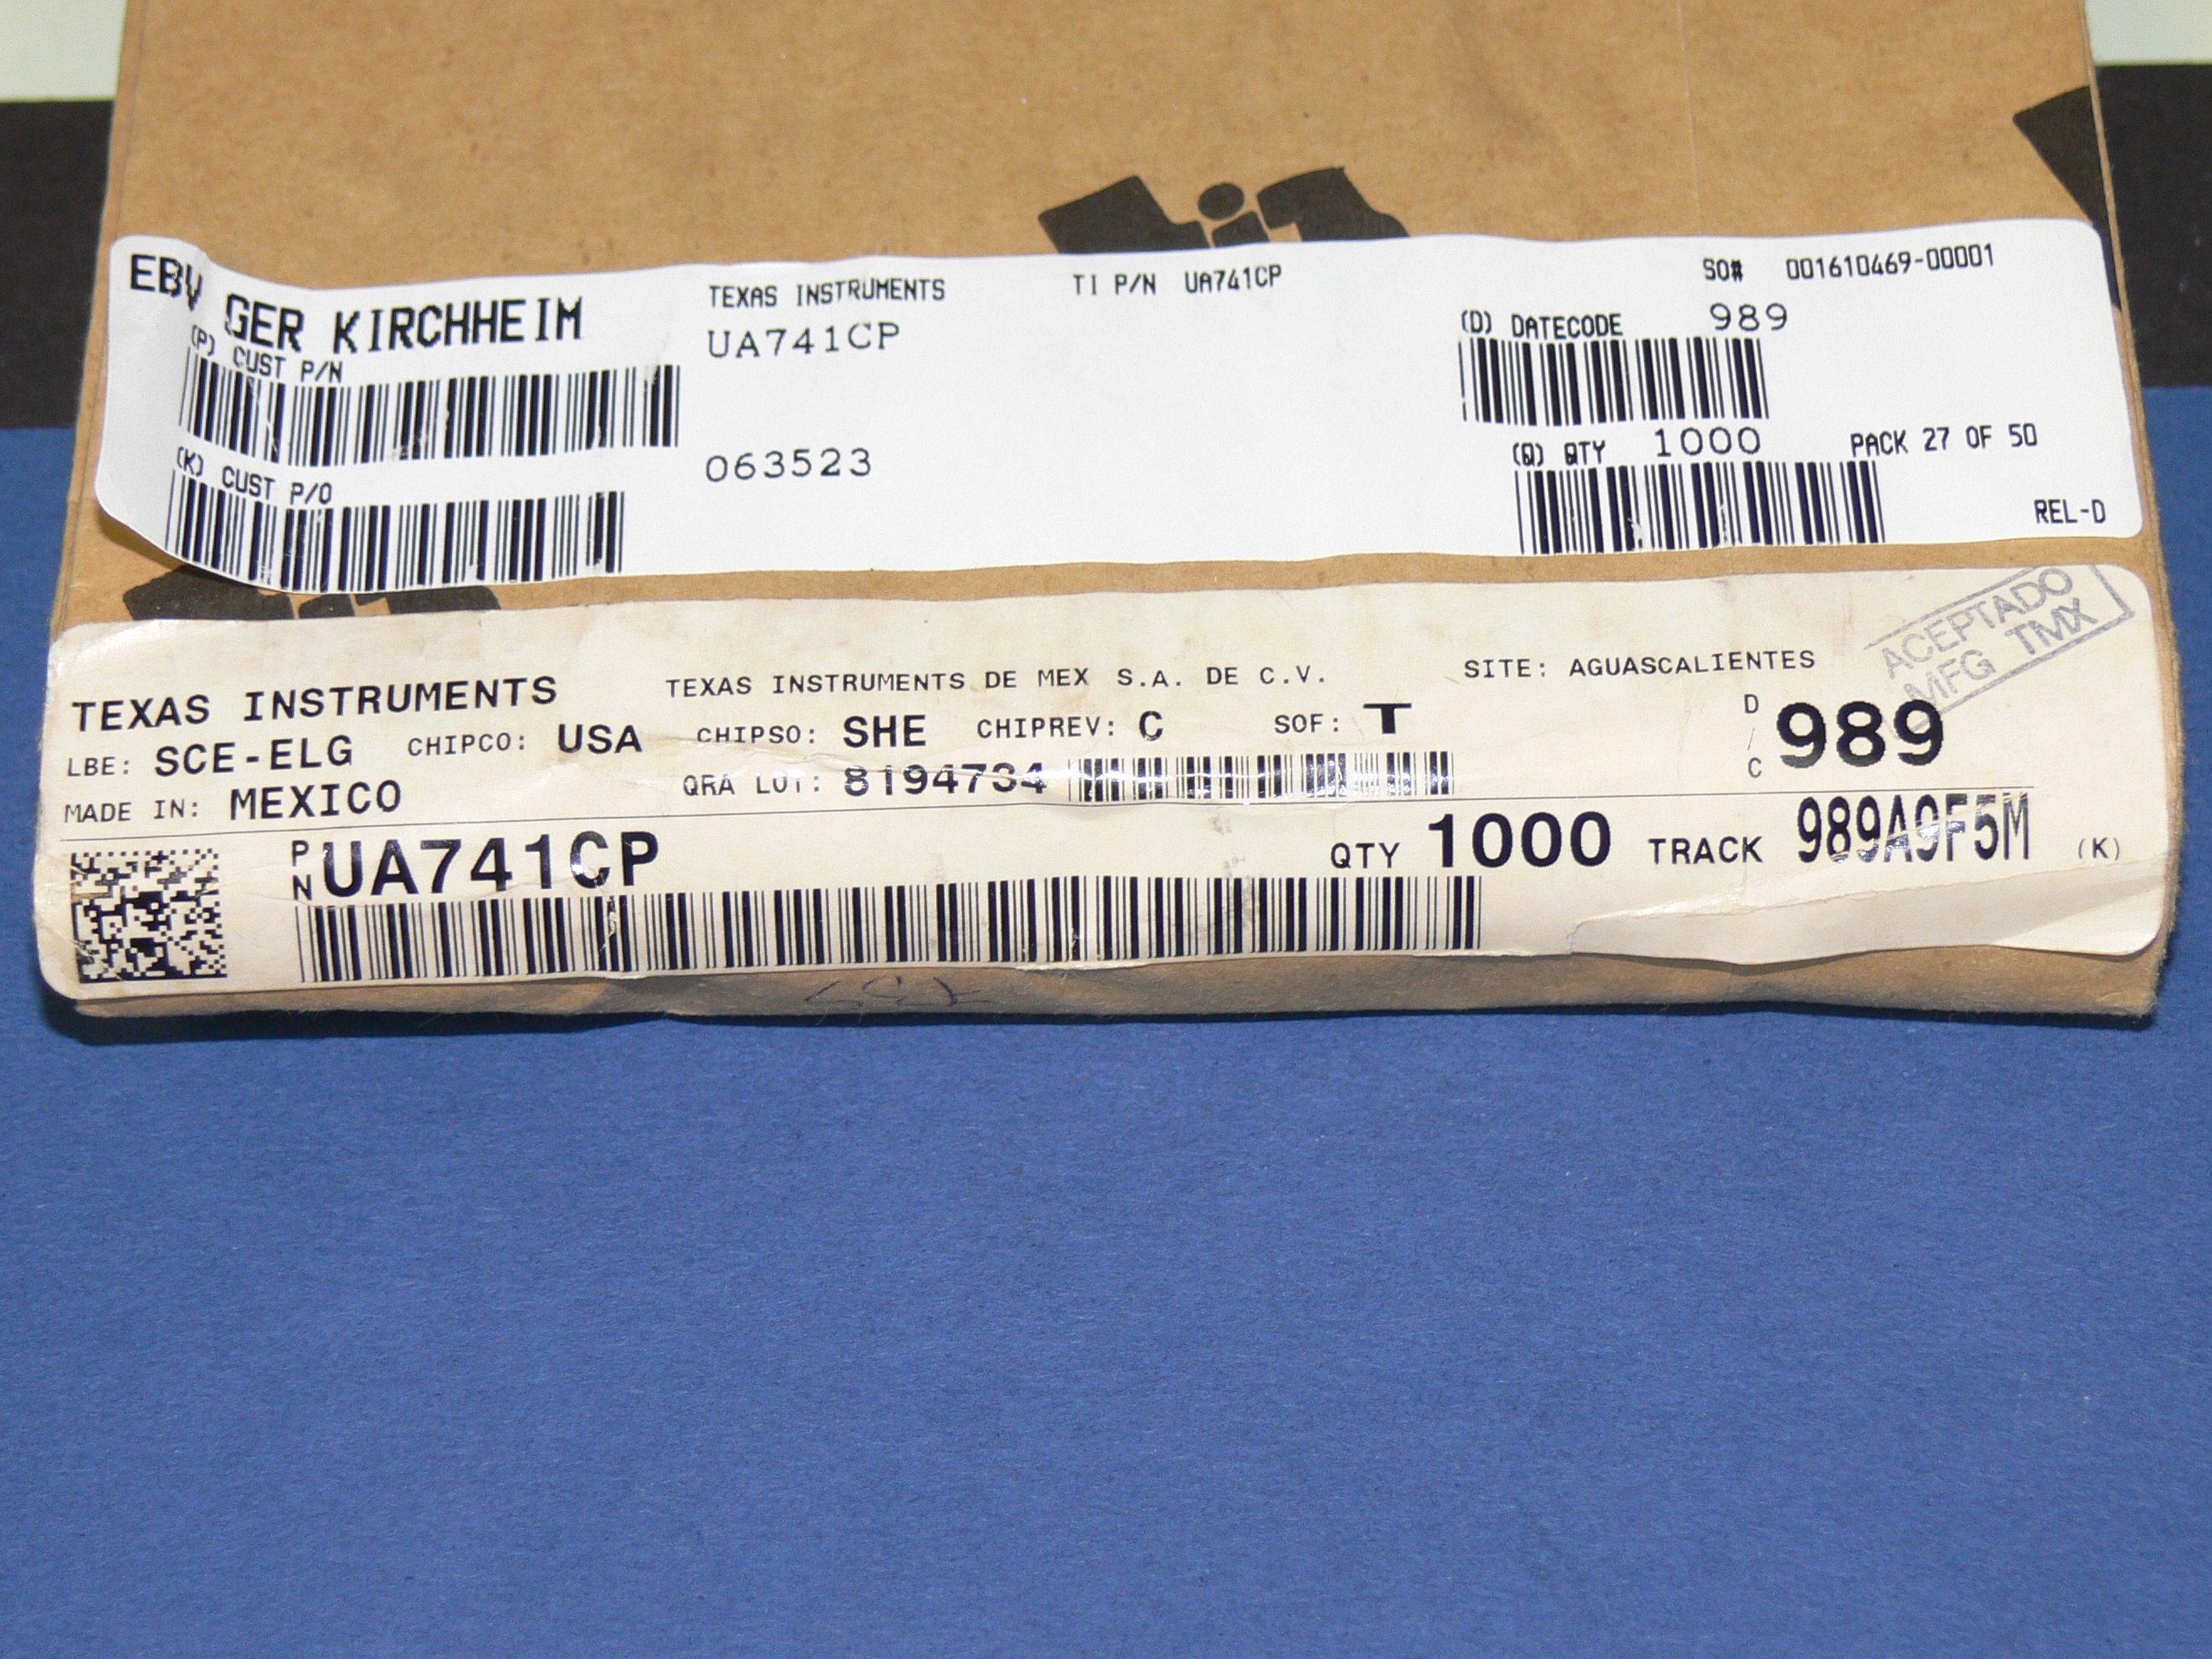 EBV GER KIRCHHEIM
TEXAS INSTRUMENTS
TI P/N UA741CP
SO# 001610469-00001
(P) CUST P/N
UA741CP
(D) DATECODE 989
(K) CUST P/O
063523
(Q) QTY 1000
PACK 27 OF 50
REL-D
ACEPTADO
MFG TMX
TEXAS INSTRUMENTS
TEXAS INSTRUMENTS DE MEX S.A. DE C.V.
SITE: AGUASCALIENTES
LBE: SCE-ELG CHIPCO: USA CHIPSO: SHE CHIPREV: C SOF: T
D/C 989
MADE IN: MEXICO
QRA LOT: 8194734
PN UA741CP
QTY 1000 TRACK 989A9F5M (K)